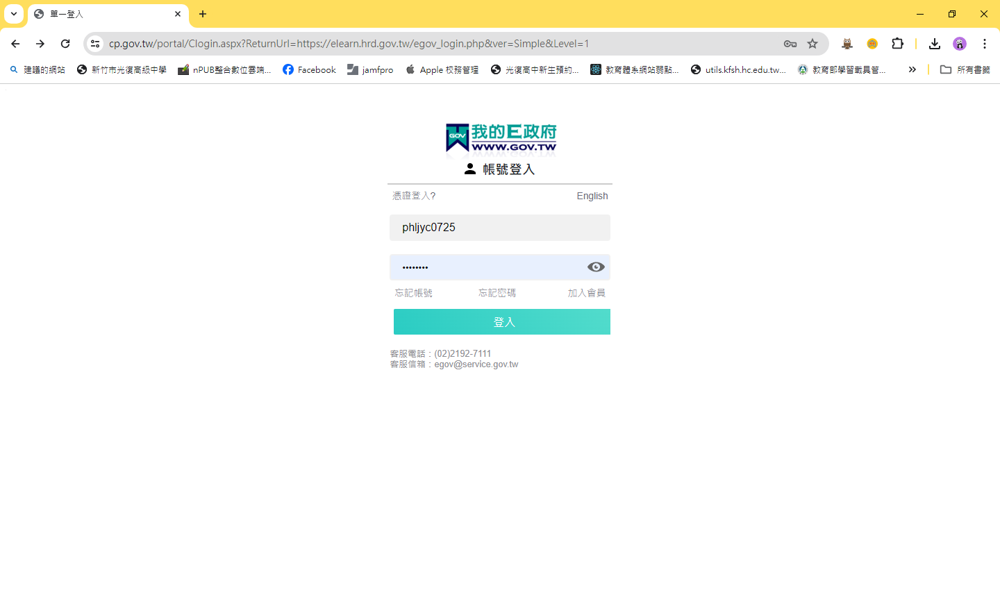 單一登入
cp.gov.tw/portal/Clogin.aspx?ReturnUrl=https://elearn.hrd.gov.tw/egov_login.php&ver=Simple&Level=1
建議的網站 新竹市光復高級中學 nPUB整合數位雲端... Facebook jamfpro Apple 校務管理 光復高中新生預約... 教育體系網站弱點... utils.kfsh.hc.edu.tw... 教育部學習載具管... 所有書籤
GOV 我的E政府
WWW.GOV.TW
帳號登入
憑證登入? English
phljyc0725
••••••••
忘記帳號 忘記密碼 加入會員
登入
客服電話：(02)2192-7111
客服信箱：egov@service.gov.tw